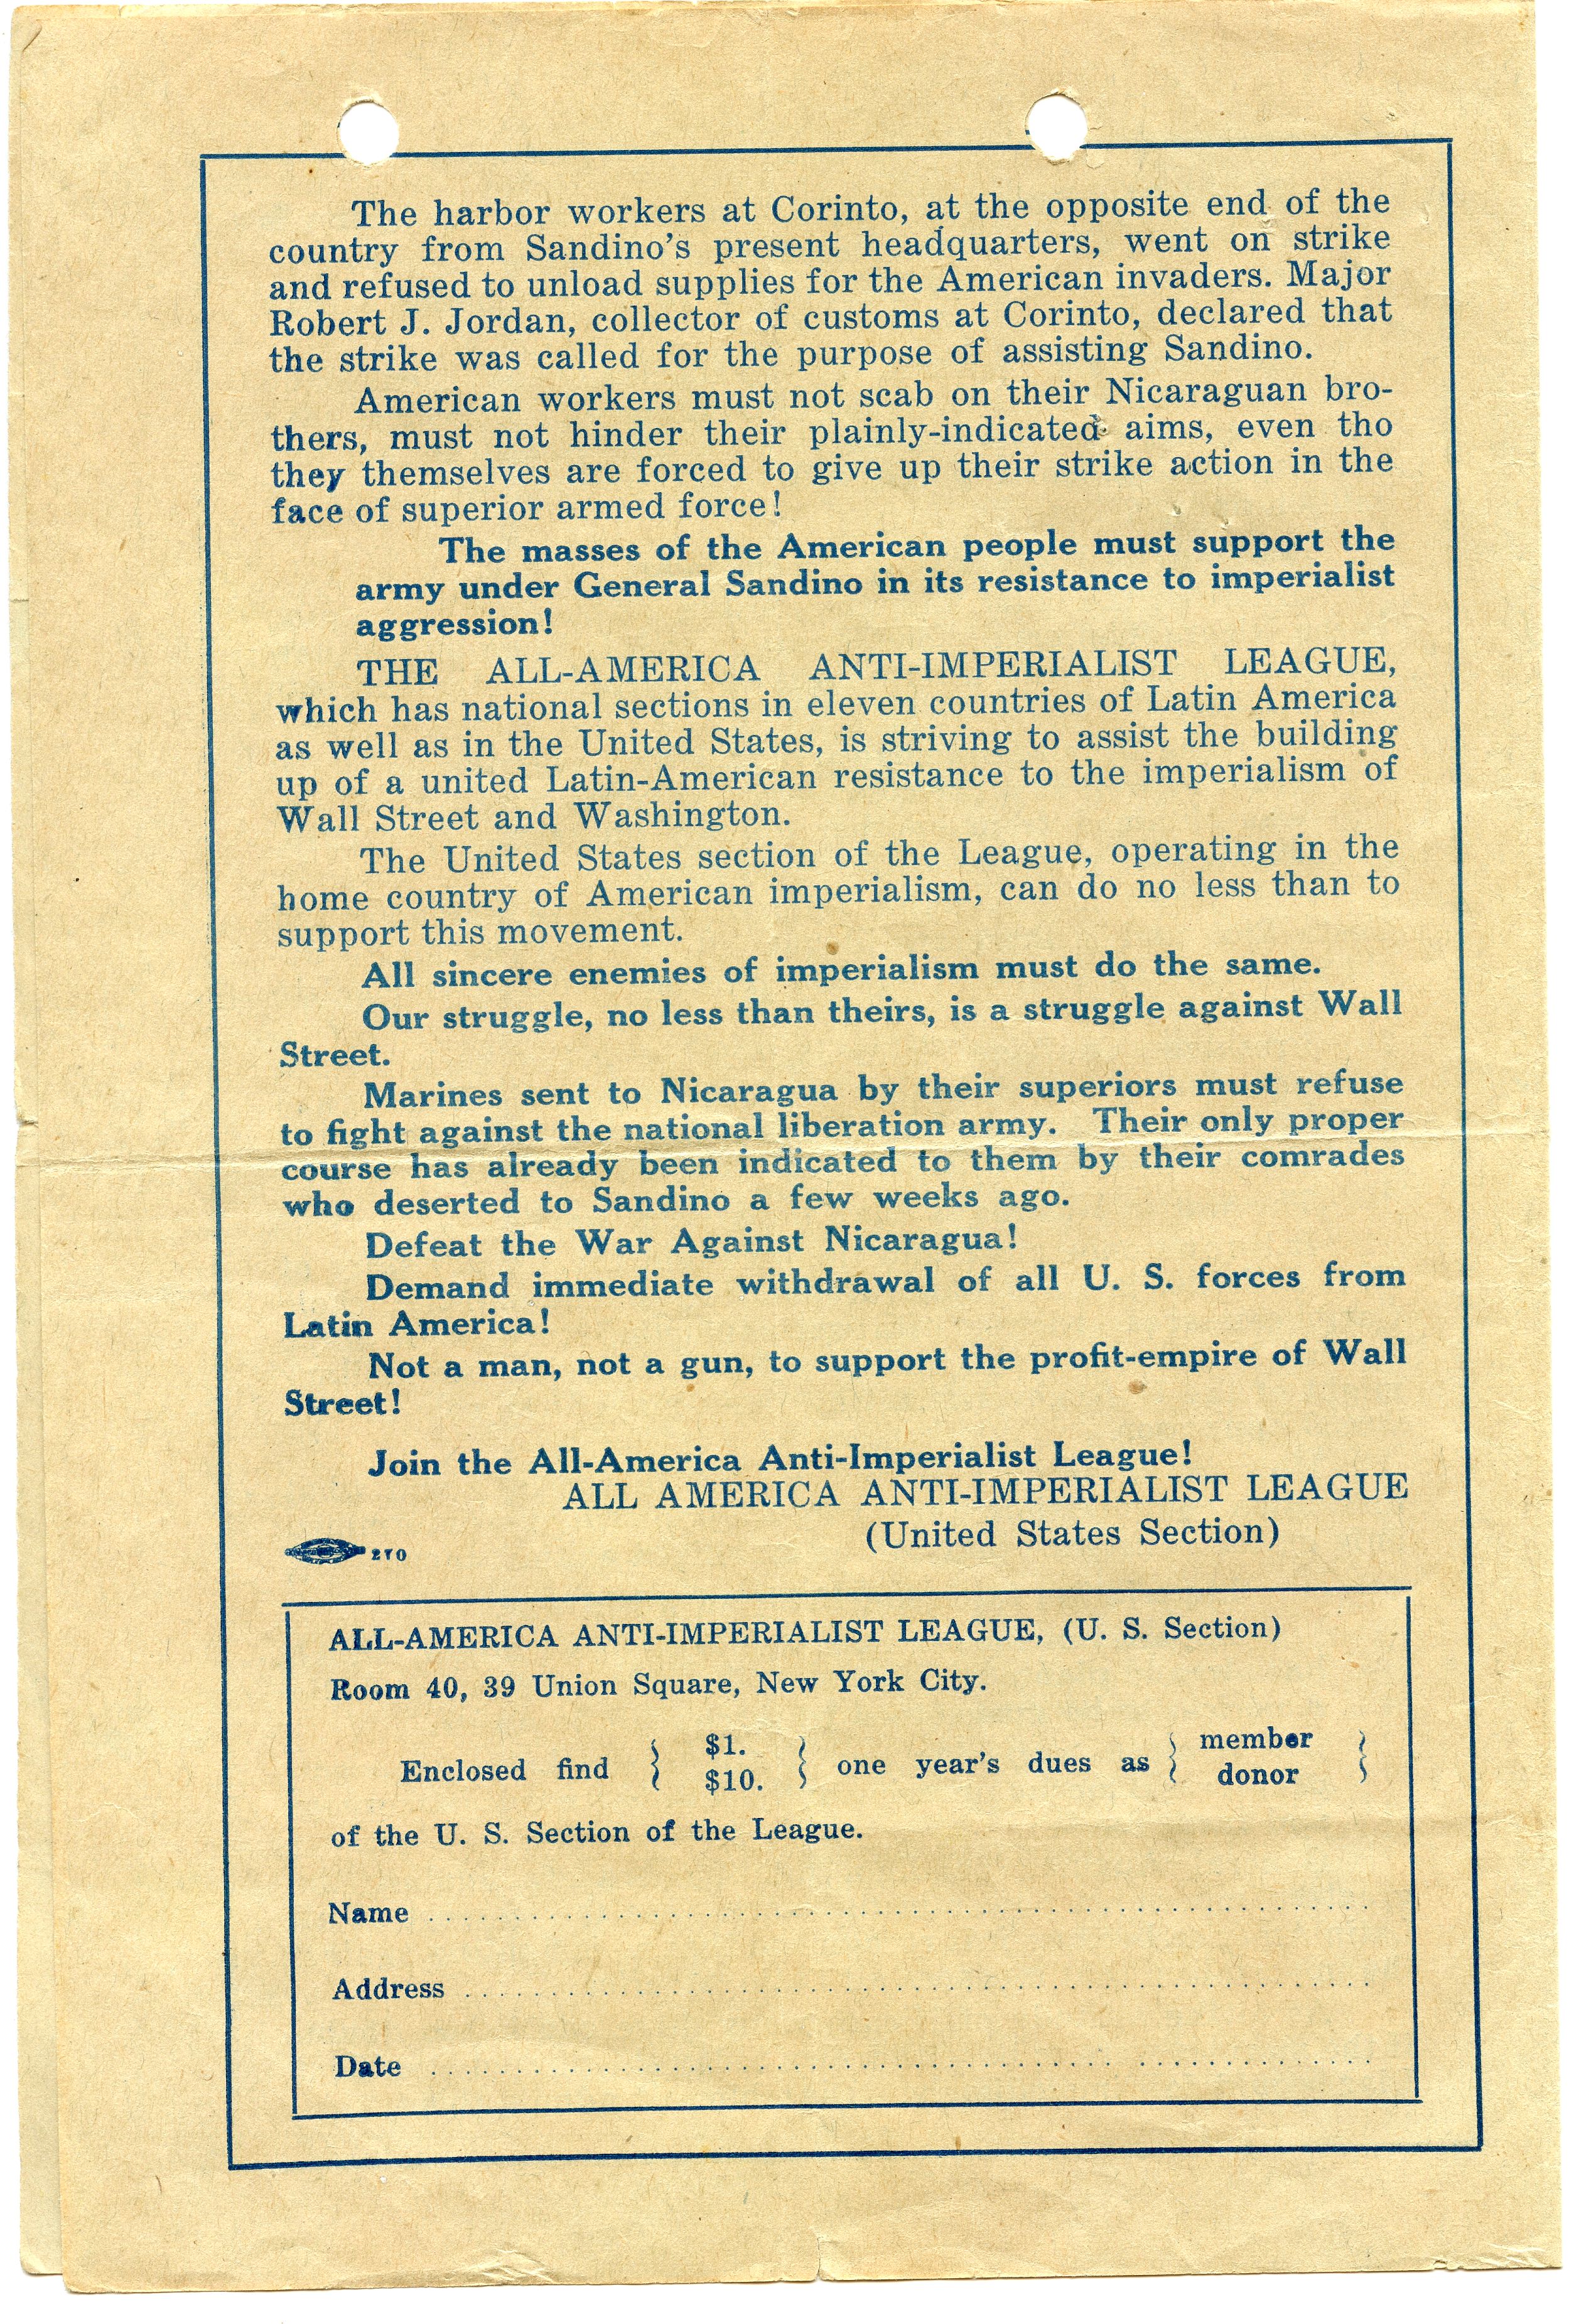 The harbor workers at Corinto, at the opposite end of the
country from Sandino's present headquarters, went on strike
and refused to unload supplies for the American invaders. Major
Robert J. Jordan, collector of customs at Corinto, declared that
the strike was called for the purpose of assisting Sandino.
American workers must not scab on their Nicaraguan bro-
thers, must not hinder their plainly-indicated aims, even tho
they themselves are forced to give up their strike action in the
face of superior armed force!
The masses of the American people must support the
army under General Sandino in its resistance to imperialist
aggression!
THE ALL-AMERICA ANTI-IMPERIALIST LEAGUE,
which has national sections in eleven countries of Latin America
as well as in the United States, is striving to assist the building
up of a united Latin-American resistance to the imperialism of
Wall Street and Washington.
The United States section of the League, operating in the
home country of American imperialism, can do no less than to
support this movement.
All sincere enemies of imperialism must do the same.
Our struggle, no less than theirs, is a struggle against Wall
Street.
Marines sent to Nicaragua by their superiors must refuse
to fight against the national liberation army. Their only proper
course has already been indicated to them by their comrades
who deserted to Sandino a few weeks ago.
Defeat the War Against Nicaragua!
Demand immediate withdrawal of all U. S. forces from
Latin America!
Not a man, not a gun, to support the profit-empire of Wall
Street!
Join the All-America Anti-Imperialist League!
ALL AMERICA ANTI-IMPERIALIST LEAGUE
(United States Section)
270
ALL-AMERICA ANTI-IMPERIALIST LEAGUE, (U. S. Section)
Room 40, 39 Union Square, New York City.
Enclosed find { $1. $10. } one year's dues as { member donor }
of the U. S. Section of the League.
Name
Address
Date